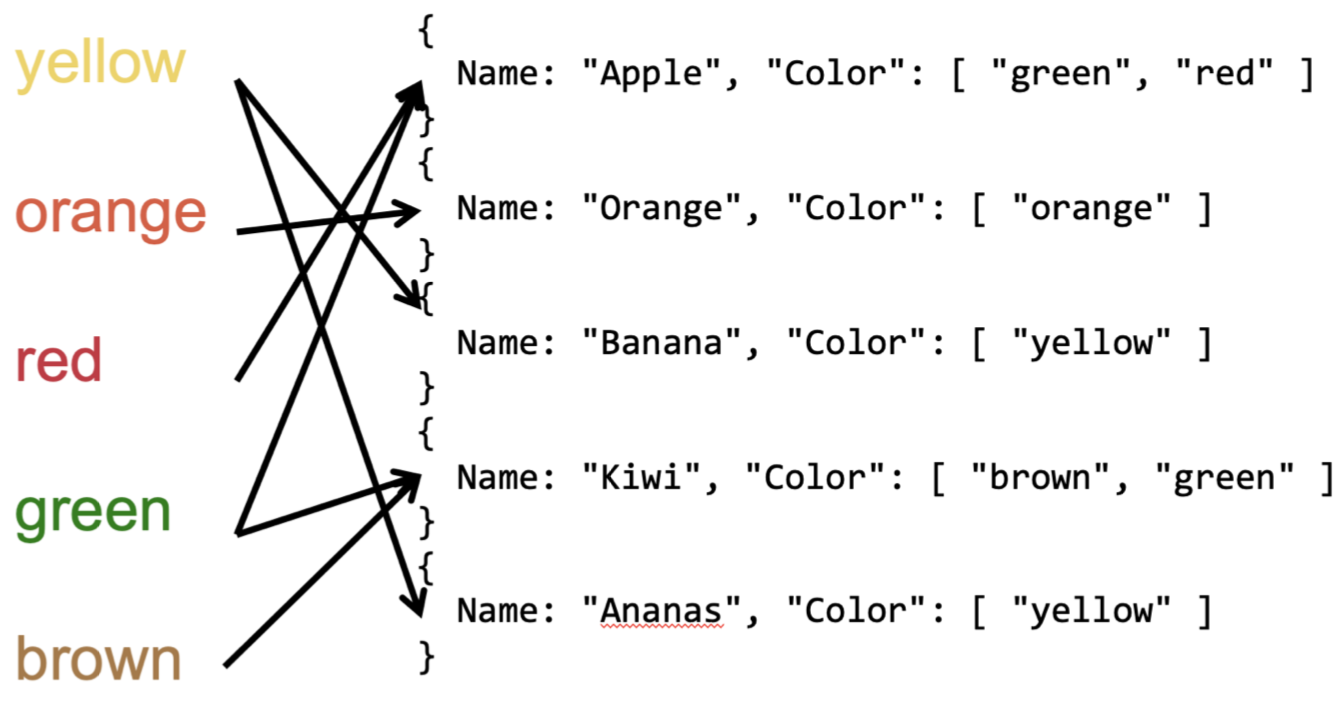 yellow
orange
red
green
brown
{
Name: "Apple", "Color": [ "green", "red" ]
}
{
Name: "Orange", "Color": [ "orange" ]
}
{
Name: "Banana", "Color": [ "yellow" ]
}
{
Name: "Kiwi", "Color": [ "brown", "green" ]
}
{
Name: "Ananas", "Color": [ "yellow" ]
}